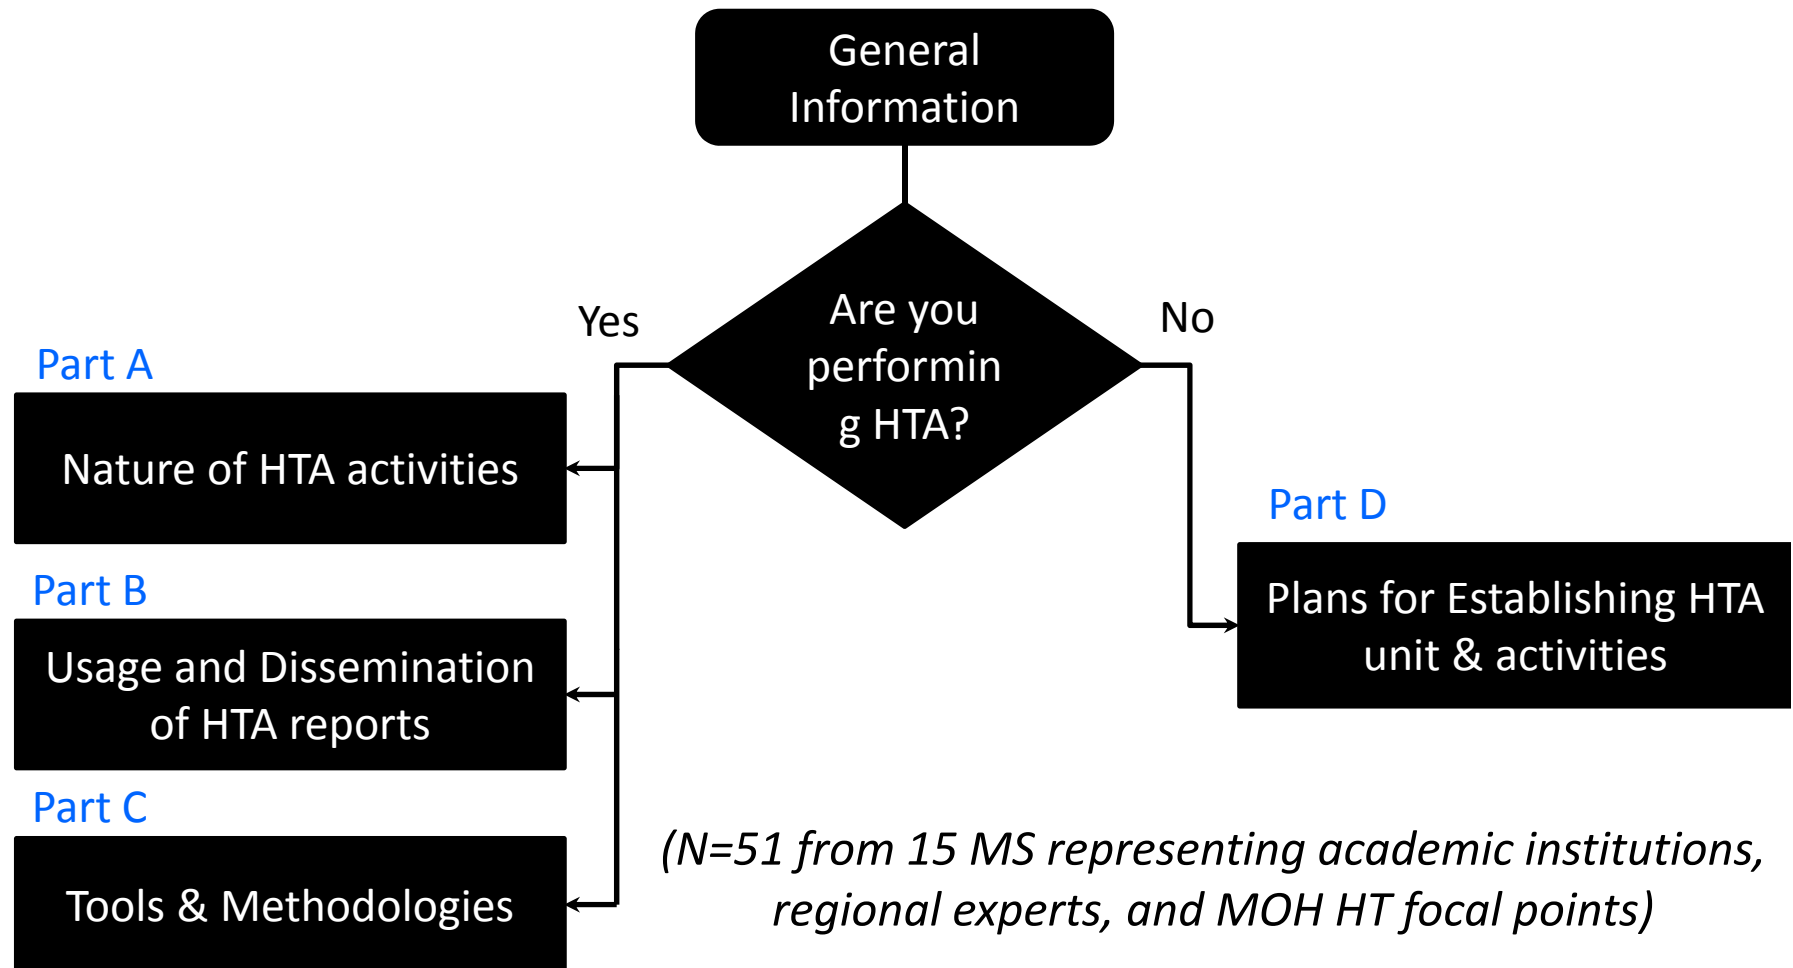 General
Information
Are you
performin
g HTA?
Yes
No
Part A
Nature of HTA activities
Part B
Usage and Dissemination
of HTA reports
Part C
Tools & Methodologies
Part D
Plans for Establishing HTA
unit & activities
(N=51 from 15 MS representing academic institutions,
regional experts, and MOH HT focal points)